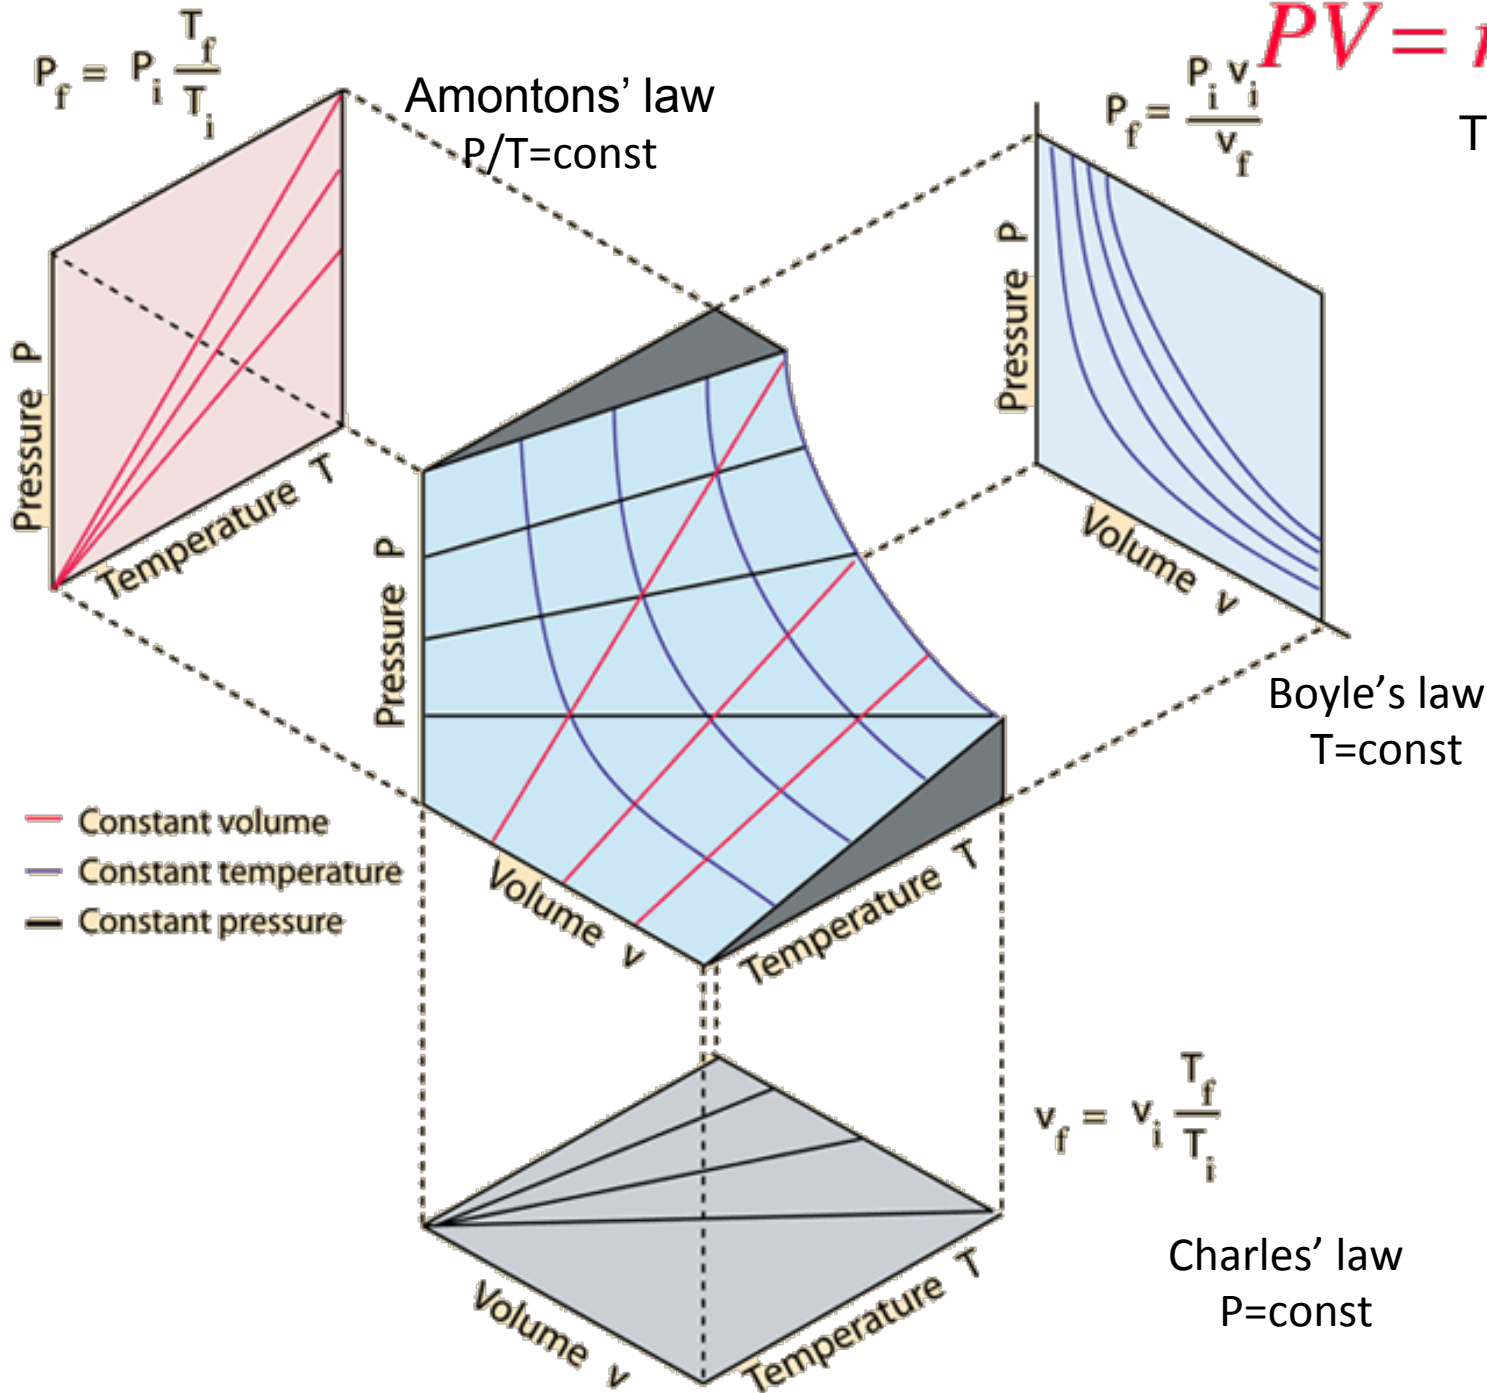 P_f = P_i T_f/T_i
Amontons’ law
P/T=const
PV =
P_f = P_i v_i/v_f
T
Pressure P
Temperature T
Pressure P
Volume v
Boyle’s law
T=const
Pressure P
Volume v
Temperature T
Constant volume
Constant temperature
Constant pressure
v_f = v_i T_f/T_i
Charles’ law
P=const
Volume v
Temperature T